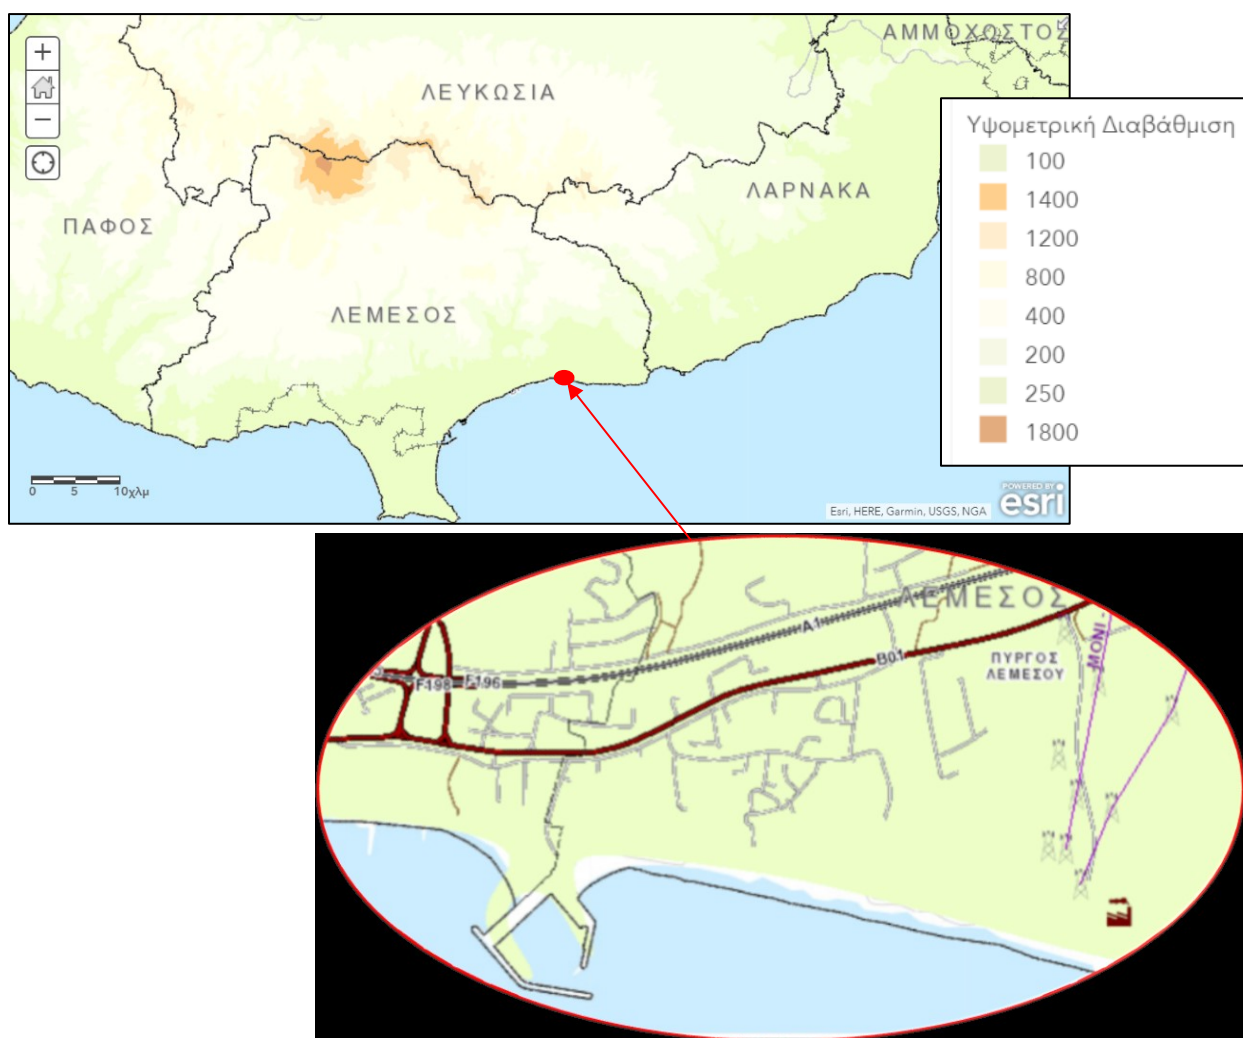 ΑΜΜΟΧΩΣΤΟΣ
ΛΕΥΚΩΣΙΑ
ΛΑΡΝΑΚΑ
ΠΑΦΟΣ
ΛΕΜΕΣΟΣ
0 5 10χλμ
Esri, HERE, Garmin, USGS, NGA
POWERED BY
esri
Υψομετρική Διαβάθμιση
100
1400
1200
800
400
200
250
1800
ΛΕΜΕΣΟΣ
A1
B01
ΠΥΡΓΟΣ
ΛΕΜΕΣΟΥ
MONI -
F198
F196